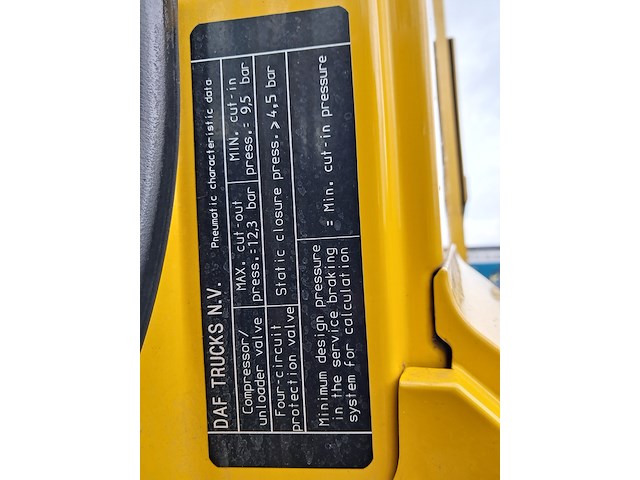 DAF TRUCKS N.V. Pneumatic characteristic data
Compressor/ MAX. cut-out MIN. cut-in
unloader valve press.=12,3 bar press.= 9,5 bar
Four-circuit Static closure press. > 4,5 bar
protection valve
Minimum design pressure
in the service braking = Min. cut-in pressure
system for calculation